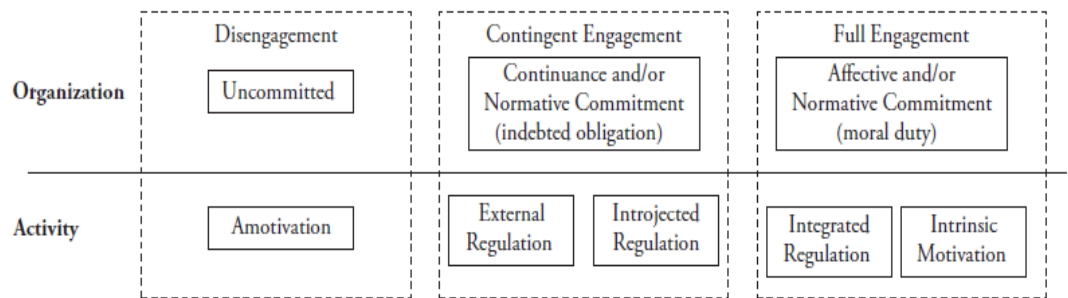 Disengagement
Contingent Engagement
Full Engagement
Organization
Uncommitted
Continuance and/or
Normative Commitment
(indebted obligation)
Affective and/or
Normative Commitment
(moral duty)
Activity
Amotivation
External
Regulation
Introjected
Regulation
Integrated
Regulation
Intrinsic
Motivation